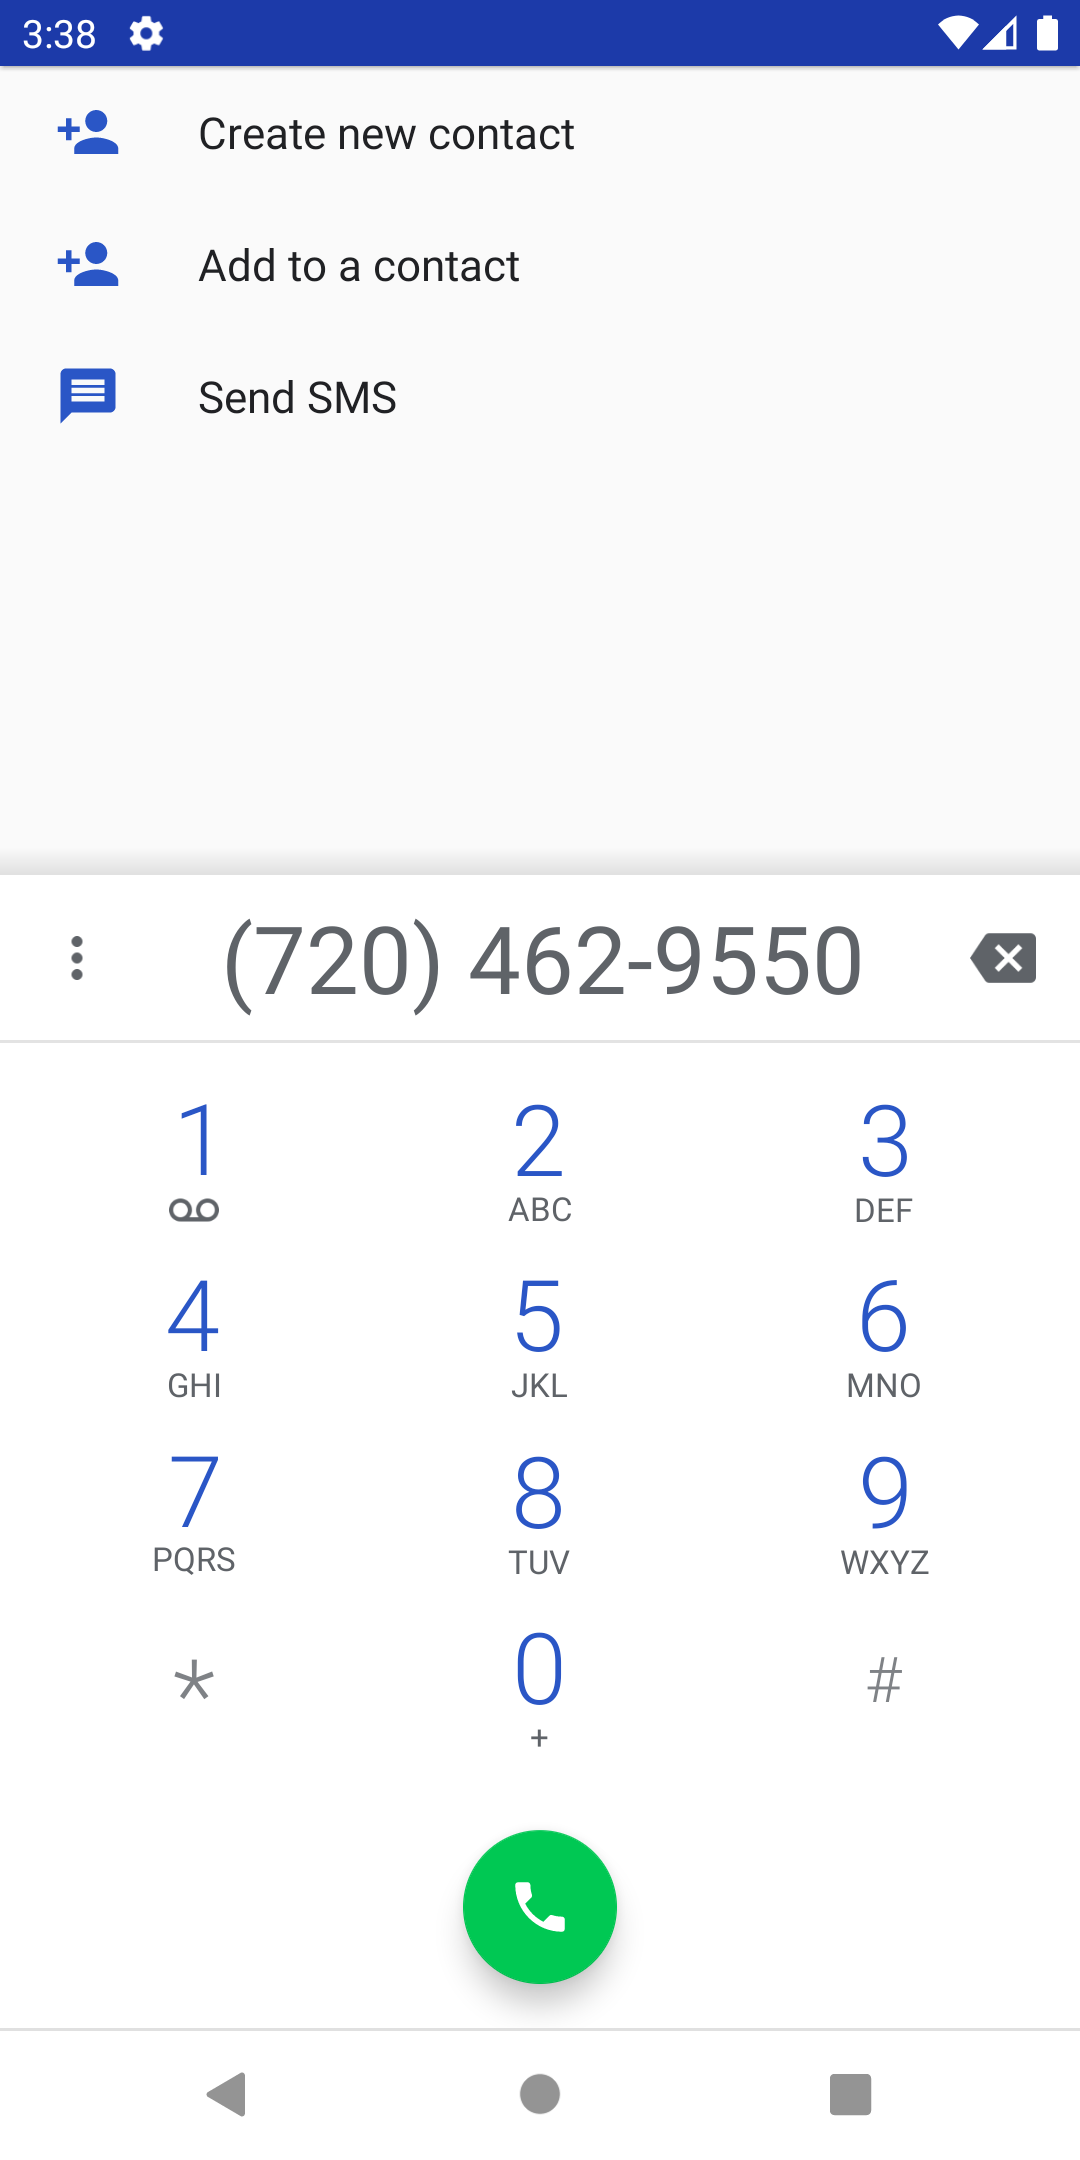 3:38
Create new contact
Add to a contact
Send SMS
(720) 462-9550
1 2 3
ABC DEF
4 5 6
GHI JKL MNO
7 8 9
PQRS TUV WXYZ
* 0 #
+